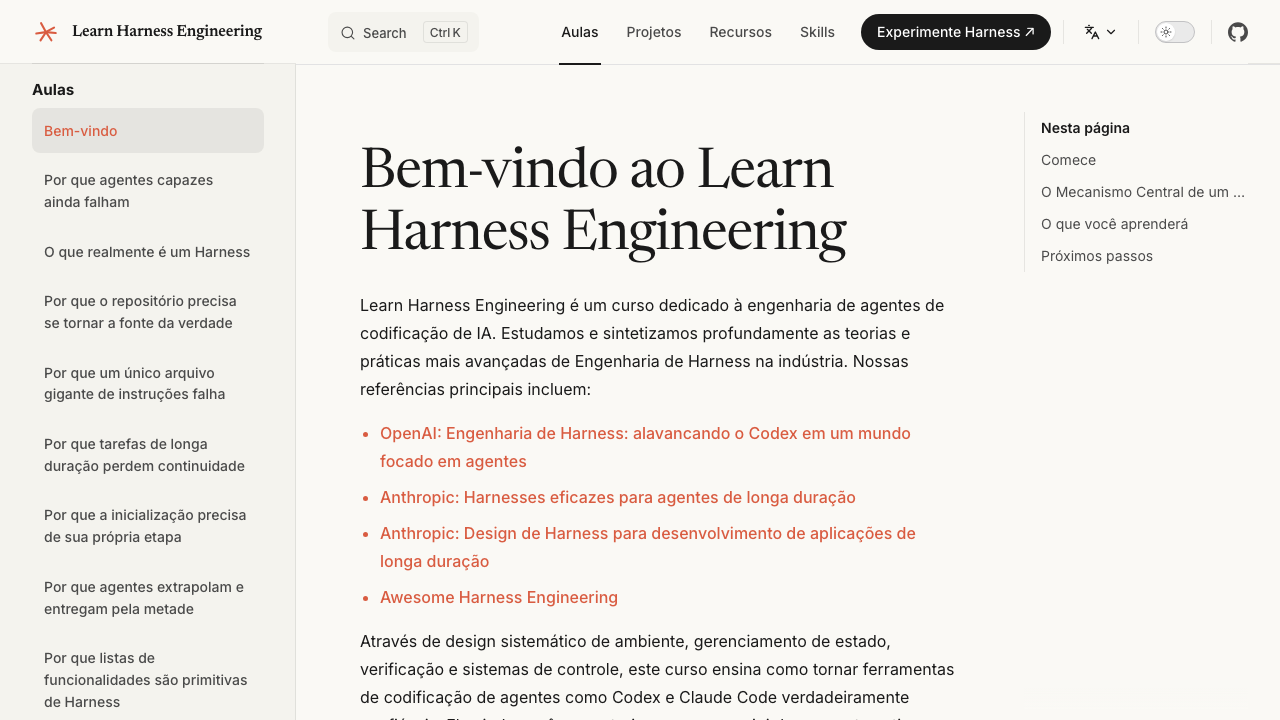 Learn Harness Engineering
Search
Ctrl K
Aulas
Projetos
Recursos
Skills
Experimente Harness ↗
Aulas
Bem-vindo
Por que agentes capazes
ainda falham
O que realmente é um Harness
Por que o repositório precisa
se tornar a fonte da verdade
Por que um único arquivo
gigante de instruções falha
Por que tarefas de longa
duração perdem continuidade
Por que a inicialização precisa
de sua própria etapa
Por que agentes extrapolam e
entregam pela metade
Por que listas de
funcionalidades são primitivas
de Harness
Bem-vindo ao Learn
Harness Engineering
Learn Harness Engineering é um curso dedicado à engenharia de agentes de
codificação de IA. Estudamos e sintetizamos profundamente as teorias e
práticas mais avançadas de Engenharia de Harness na indústria. Nossas
referências principais incluem:
• OpenAI: Engenharia de Harness: alavancando o Codex em um mundo
focado em agentes
• Anthropic: Harnesses eficazes para agentes de longa duração
• Anthropic: Design de Harness para desenvolvimento de aplicações de
longa duração
• Awesome Harness Engineering
Através de design sistemático de ambiente, gerenciamento de estado,
verificação e sistemas de controle, este curso ensina como tornar ferramentas
de codificação de agentes como Codex e Claude Code verdadeiramente
Nesta página
Comece
O Mecanismo Central de um ...
O que você aprenderá
Próximos passos